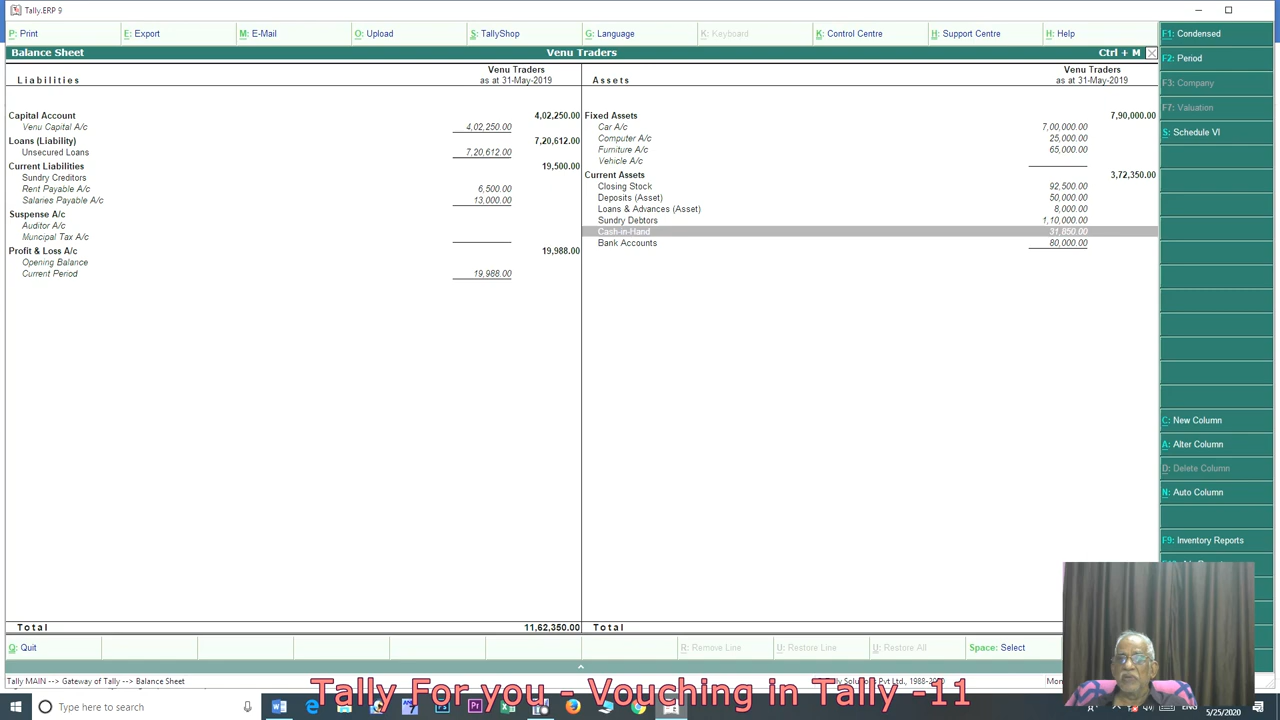 Tally.ERP 9
P: Print E: Export M: E-Mail O: Upload S: TallyShop G: Language K: Keyboard K: Control Centre H: Support Centre H: Help
F1: Condensed
Balance Sheet Venu Traders Ctrl + M
F2: Period
Liabilities Venu Traders as at 31-May-2019 Assets Venu Traders as at 31-May-2019
F3: Company
F7: Valuation
S: Schedule VI
Capital Account 4,02,250.00
Venu Capital A/c 4,02,250.00
Loans (Liability) 7,20,612.00
Unsecured Loans 7,20,612.00
Current Liabilities 19,500.00
Sundry Creditors
Rent Payable A/c 6,500.00
Salaries Payable A/c 13,000.00
Suspense A/c
Auditor A/c
Muncipal Tax A/c
Profit & Loss A/c 19,988.00
Opening Balance
Current Period 19,988.00
Fixed Assets 7,90,000.00
Car A/c 7,00,000.00
Computer A/c 25,000.00
Furniture A/c 65,000.00
Vehicle A/c
Current Assets 3,72,350.00
Closing Stock 92,500.00
Deposits (Asset) 50,000.00
Loans & Advances (Asset) 8,000.00
Sundry Debtors 1,10,000.00
Cash-in-Hand 31,850.00
Bank Accounts 80,000.00
C: New Column
A: Alter Column
D: Delete Column
N: Auto Column
F9: Inventory Reports
Total 11,62,350.00 Total
Q: Quit R: Remove Line U: Restore Line U: Restore All Space: Select
Tally MAIN --> Gateway of Tally --> Balance Sheet
Tally For you - Vouching in Tally -11
Type here to search
5/25/2020